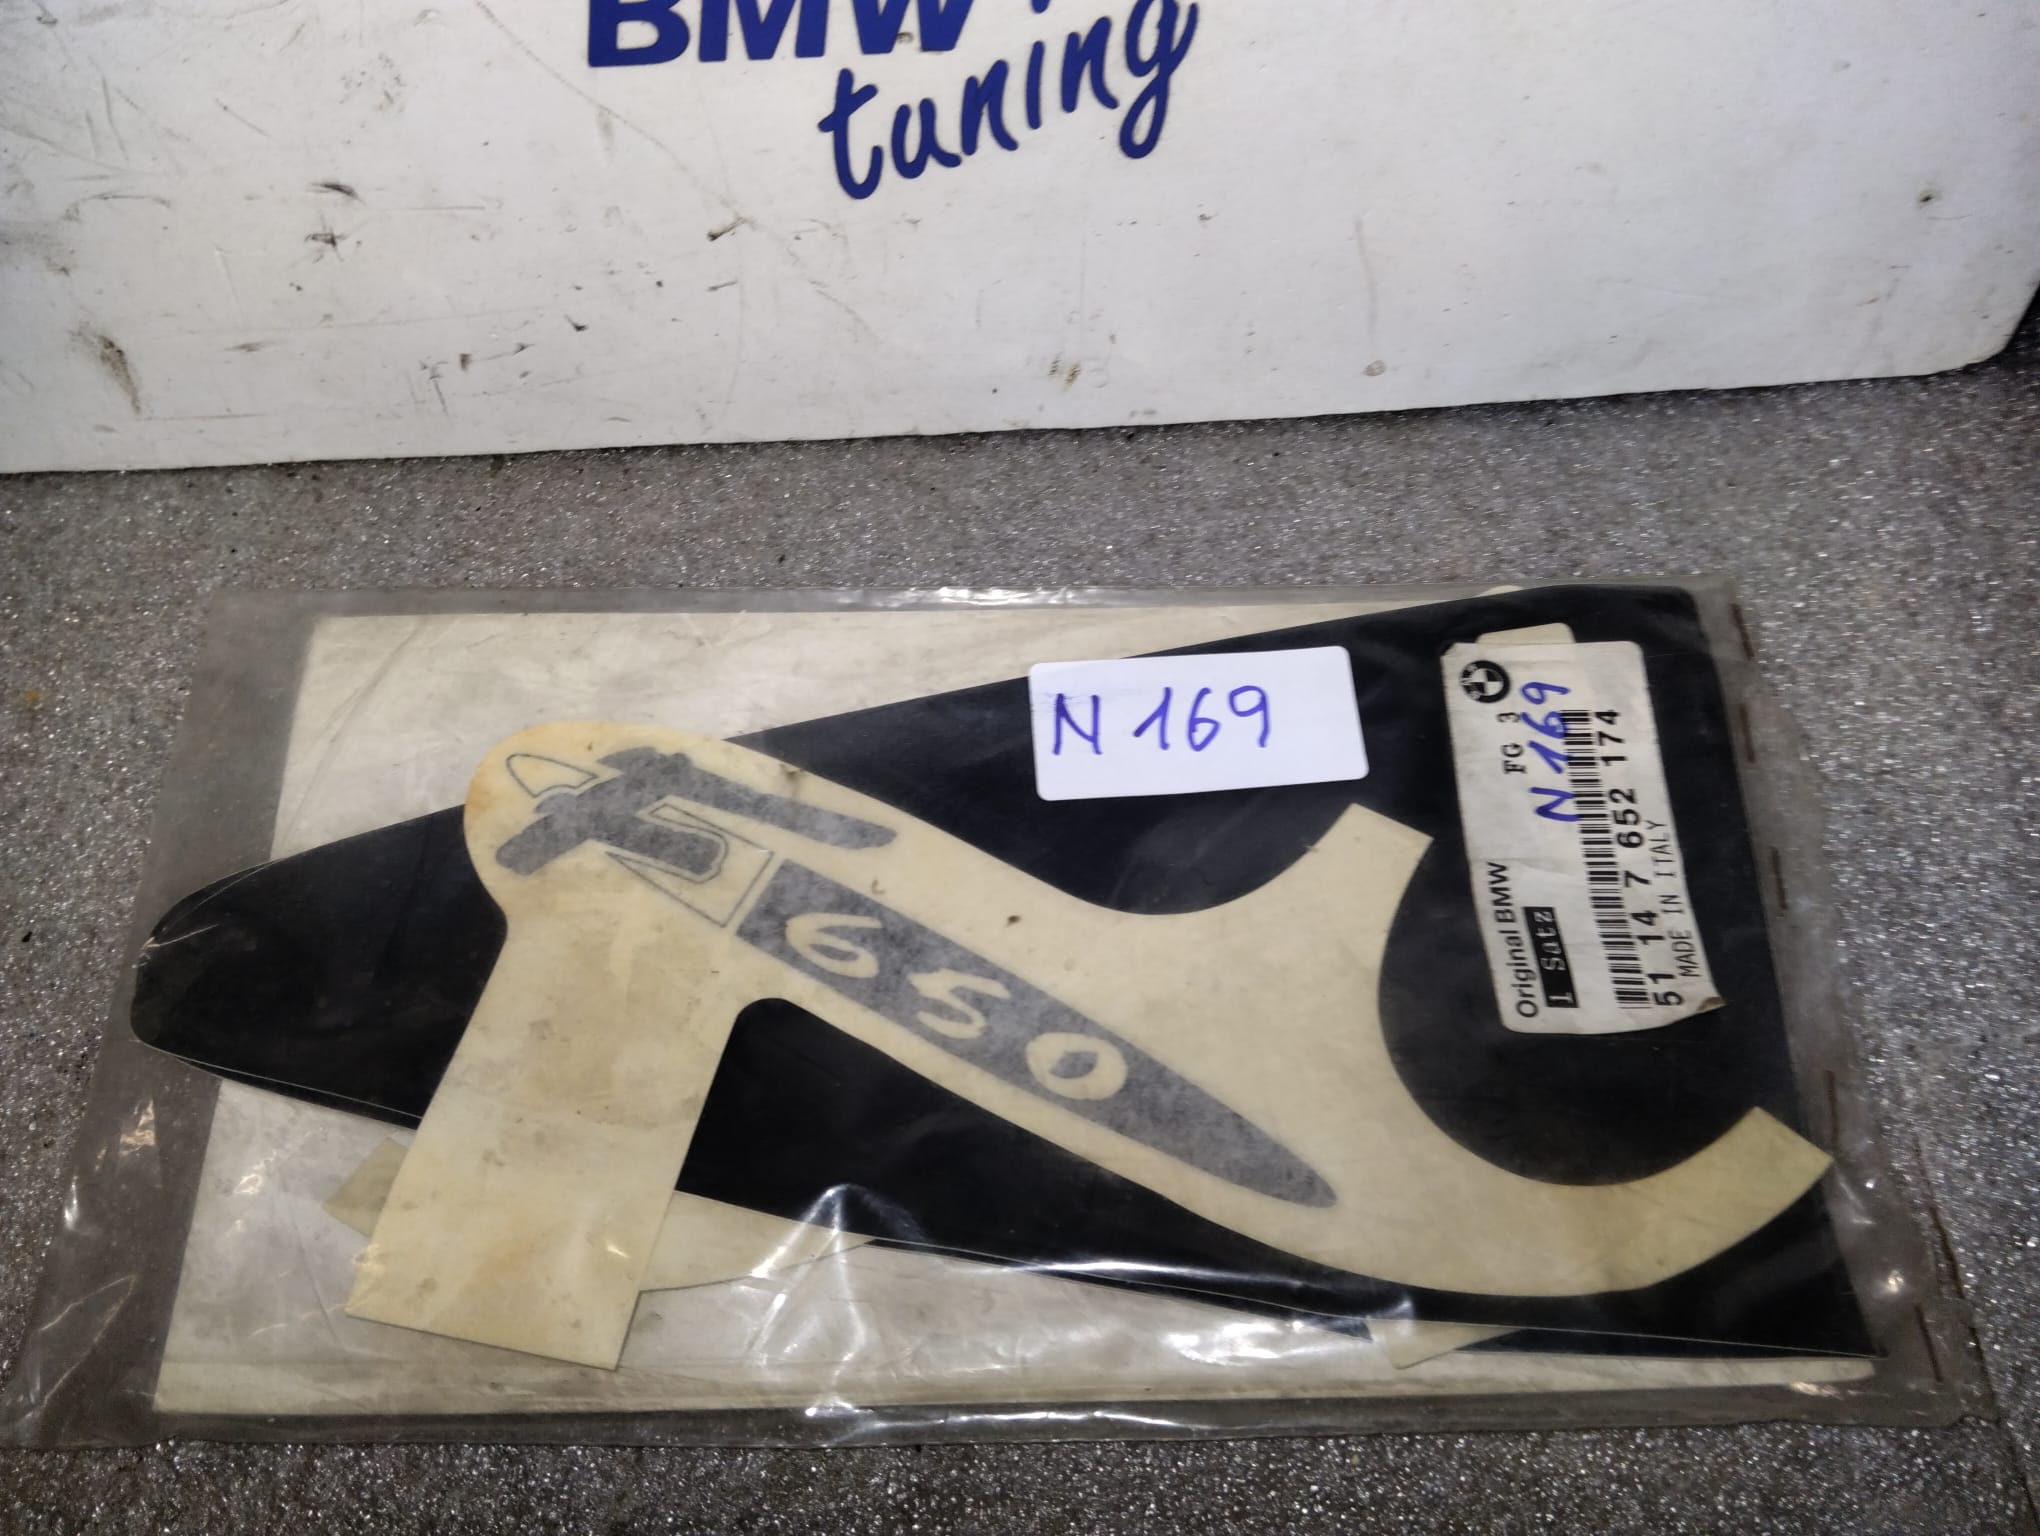 BMW
tuning
N 169
F
650
Original BMW FG 3
1 Satz
N 169
51 14 7 652 174
MADE IN ITALY